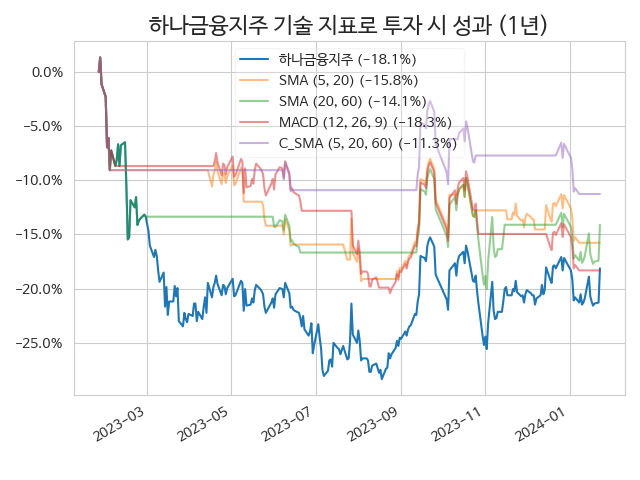 하나금융지주 기술 지표로 투자 시 성과 (1년)
하나금융지주 (−18.1%)
SMA (5, 20) (−15.8%)
SMA (20, 60) (−14.1%)
MACD (12, 26, 9) (−18.3%)
C_SMA (5, 20, 60) (−11.3%)
0.0%
−5.0%
−10.0%
−15.0%
−20.0%
−25.0%
2023−03
2023−05
2023−07
2023−09
2023−11
2024−01